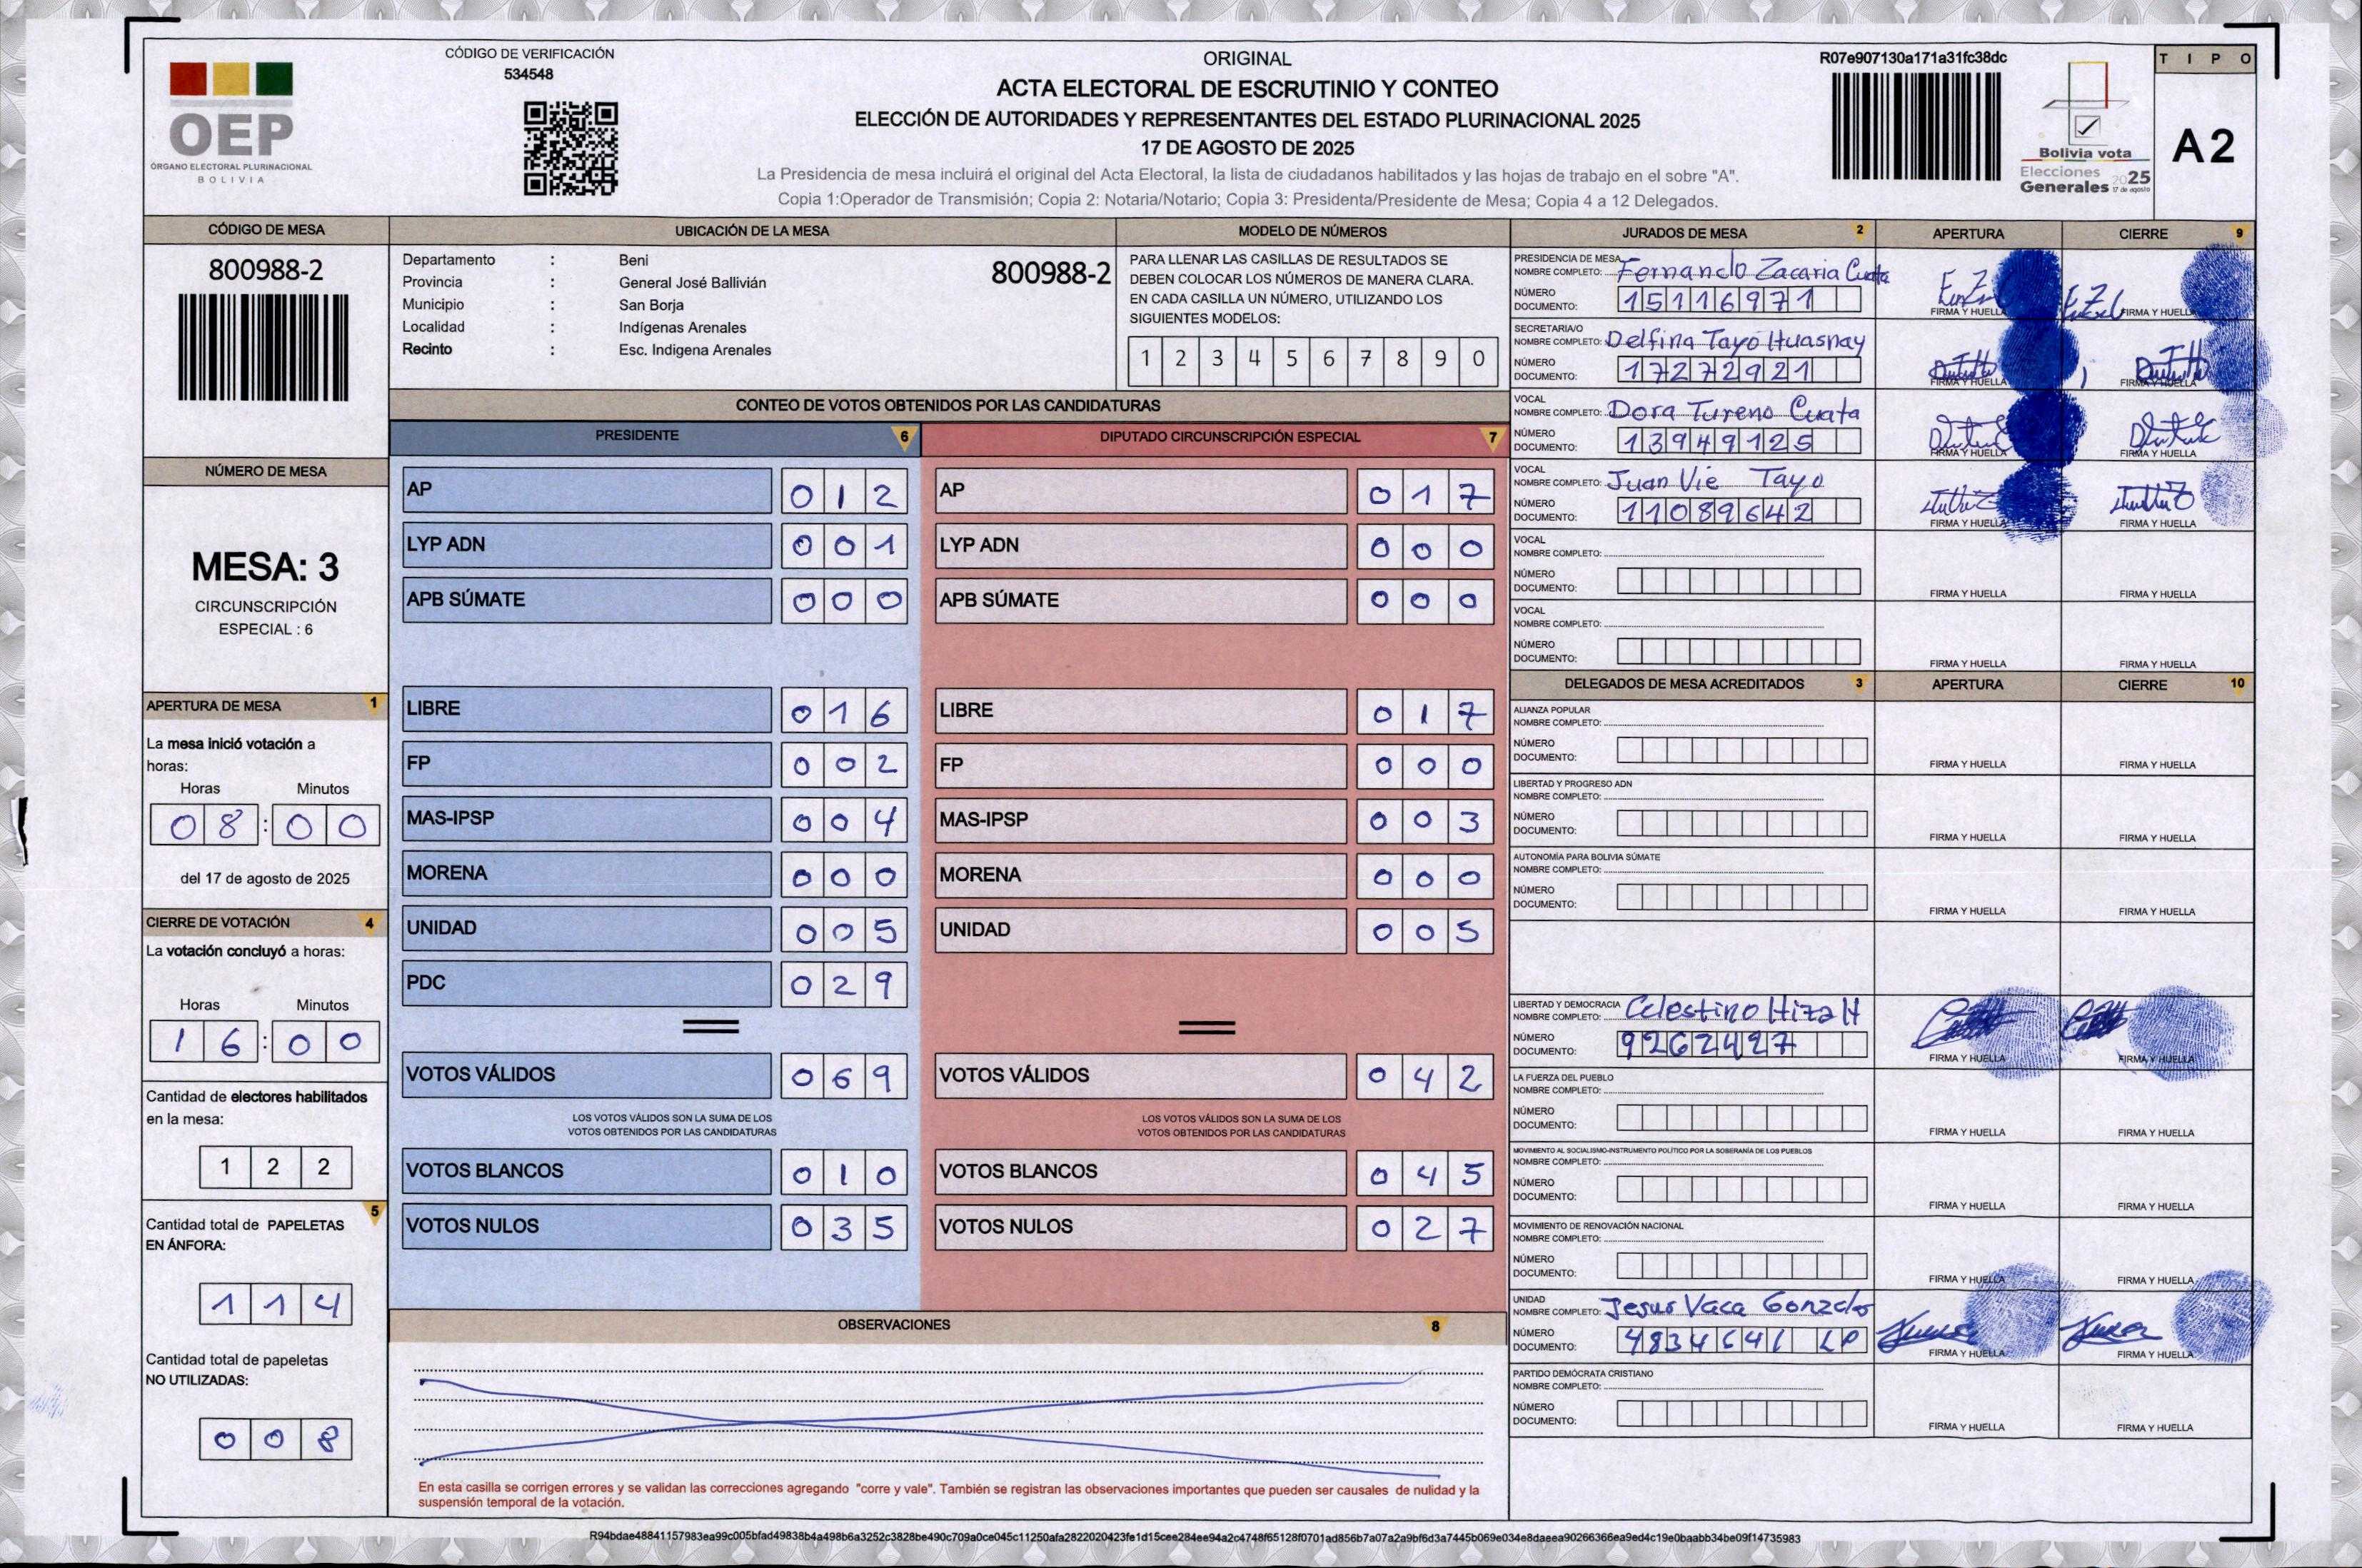 CÓDIGO DE VERIFICACIÓN
534548
OEP
ÓRGANO ELECTORAL PLURINACIONAL
BOLIVIA
ORIGINAL
ACTA ELECTORAL DE ESCRUTINIO Y CONTEO
ELECCIÓN DE AUTORIDADES Y REPRESENTANTES DEL ESTADO PLURINACIONAL 2025
17 DE AGOSTO DE 2025
La Presidencia de mesa incluirá el original del Acta Electoral, la lista de ciudadanos habilitados y las hojas de trabajo en el sobre "A".
Copia 1:Operador de Transmisión; Copia 2: Notaria/Notario; Copia 3: Presidenta/Presidente de Mesa; Copia 4 a 12 Delegados.
R07e907130a171a31fc38dc
Bolivia vota
Elecciones
Generales 2025
17 de agosto
TIPO
A2
CÓDIGO DE MESA
800988-2
NÚMERO DE MESA
MESA: 3
CIRCUNSCRIPCIÓN
ESPECIAL : 6
APERTURA DE MESA 1
La mesa inició votación a
horas:
Horas Minutos
08:00
del 17 de agosto de 2025
CIERRE DE VOTACIÓN 4
La votación concluyó a horas:
Horas Minutos
16:00
Cantidad de electores habilitados
en la mesa:
122
5
Cantidad total de PAPELETAS
EN ÁNFORA:
114
Cantidad total de papeletas
NO UTILIZADAS:
008
UBICACIÓN DE LA MESA
Departamento : Beni
800988-2
Provincia : General José Ballivián
Municipio : San Borja
Localidad : Indígenas Arenales
Recinto : Esc. Indigena Arenales
MODELO DE NÚMEROS
PARA LLENAR LAS CASILLAS DE RESULTADOS SE
DEBEN COLOCAR LOS NÚMEROS DE MANERA CLARA.
EN CADA CASILLA UN NÚMERO, UTILIZANDO LOS
SIGUIENTES MODELOS:
1 2 3 4 5 6 7 8 9 0
CONTEO DE VOTOS OBTENIDOS POR LAS CANDIDATURAS
PRESIDENTE 6
AP 012
LYP ADN 001
APB SÚMATE 000
LIBRE 016
FP 002
MAS-IPSP 004
MORENA 000
UNIDAD 005
PDC 029
VOTOS VÁLIDOS 069
LOS VOTOS VÁLIDOS SON LA SUMA DE LOS
VOTOS OBTENIDOS POR LAS CANDIDATURAS
VOTOS BLANCOS 010
VOTOS NULOS 035
DIPUTADO CIRCUNSCRIPCIÓN ESPECIAL 7
AP 017
LYP ADN 000
APB SÚMATE 000
LIBRE 017
FP 000
MAS-IPSP 003
MORENA 000
UNIDAD 005
VOTOS VÁLIDOS 042
LOS VOTOS VÁLIDOS SON LA SUMA DE LOS
VOTOS OBTENIDOS POR LAS CANDIDATURAS
VOTOS BLANCOS 045
VOTOS NULOS 027
OBSERVACIONES 8
En esta casilla se corrigen errores y se validan las correcciones agregando "corre y vale". También se registran las observaciones importantes que pueden ser causales de nulidad y la
suspensión temporal de la votación.
JURADOS DE MESA 2 APERTURA CIERRE 9
PRESIDENCIA DE MESA
NOMBRE COMPLETO: Fernando Zacaria Cuata
NÚMERO
DOCUMENTO: 15116971
FIRMA Y HUELLA FIRMA Y HUELLA
SECRETARIA/O
NOMBRE COMPLETO: Delfina Tayo Huasnay
NÚMERO
DOCUMENTO: 17272921
FIRMA Y HUELLA FIRMA Y HUELLA
VOCAL
NOMBRE COMPLETO: Dora Tureno Cuata
NÚMERO
DOCUMENTO: 13949125
FIRMA Y HUELLA FIRMA Y HUELLA
VOCAL
NOMBRE COMPLETO: Juan Vie Tayo
NÚMERO
DOCUMENTO: 11089642
FIRMA Y HUELLA FIRMA Y HUELLA
VOCAL
NOMBRE COMPLETO:
NÚMERO
DOCUMENTO:
FIRMA Y HUELLA FIRMA Y HUELLA
VOCAL
NOMBRE COMPLETO:
NÚMERO
DOCUMENTO:
FIRMA Y HUELLA FIRMA Y HUELLA
DELEGADOS DE MESA ACREDITADOS 3 APERTURA CIERRE 10
ALIANZA POPULAR
NOMBRE COMPLETO:
NÚMERO
DOCUMENTO:
FIRMA Y HUELLA FIRMA Y HUELLA
LIBERTAD Y PROGRESO ADN
NOMBRE COMPLETO:
NÚMERO
DOCUMENTO:
FIRMA Y HUELLA FIRMA Y HUELLA
AUTONOMÍA PARA BOLIVIA SÚMATE
NOMBRE COMPLETO:
NÚMERO
DOCUMENTO:
FIRMA Y HUELLA FIRMA Y HUELLA
LIBERTAD Y DEMOCRACIA
NOMBRE COMPLETO: Celestino Hiza H
NÚMERO
DOCUMENTO: 9262427
FIRMA Y HUELLA FIRMA Y HUELLA
LA FUERZA DEL PUEBLO
NOMBRE COMPLETO:
NÚMERO
DOCUMENTO:
FIRMA Y HUELLA FIRMA Y HUELLA
MOVIMIENTO AL SOCIALISMO-INSTRUMENTO POLÍTICO POR LA SOBERANÍA DE LOS PUEBLOS
NOMBRE COMPLETO:
NÚMERO
DOCUMENTO:
FIRMA Y HUELLA FIRMA Y HUELLA
MOVIMIENTO DE RENOVACIÓN NACIONAL
NOMBRE COMPLETO:
NÚMERO
DOCUMENTO:
FIRMA Y HUELLA FIRMA Y HUELLA
UNIDAD
NOMBRE COMPLETO: Jesus Vaca Gonzalo
NÚMERO
DOCUMENTO: 4834641 LP
FIRMA Y HUELLA FIRMA Y HUELLA
PARTIDO DEMÓCRATA CRISTIANO
NOMBRE COMPLETO:
NÚMERO
DOCUMENTO:
FIRMA Y HUELLA FIRMA Y HUELLA